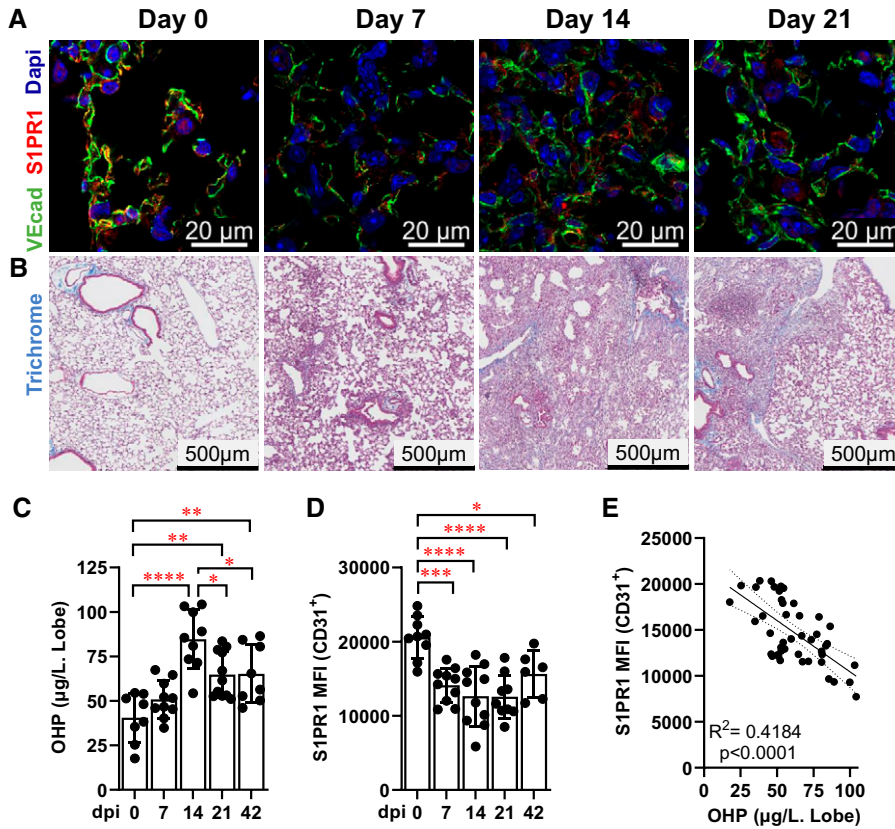 A
Day 0
Day 7
Day 14
Day 21
VEcad S1PR1 Dapi
20 µm
20 µm
20 µm
20 µm
B
Trichrome
500µm
500µm
500µm
500µm
C
OHP (µg/L. Lobe)
125
100
75
50
25
0
**
**
****
*
*
dpi 0 7 14 21 42
D
S1PR1 MFI (CD31⁺)
30000
20000
10000
0
*
****
****
***
dpi 0 7 14 21 42
E
S1PR1 MFI (CD31⁺)
25000
20000
15000
10000
5000
0
R²= 0.4184
p<0.0001
0 25 50 75 100
OHP (µg/L. Lobe)